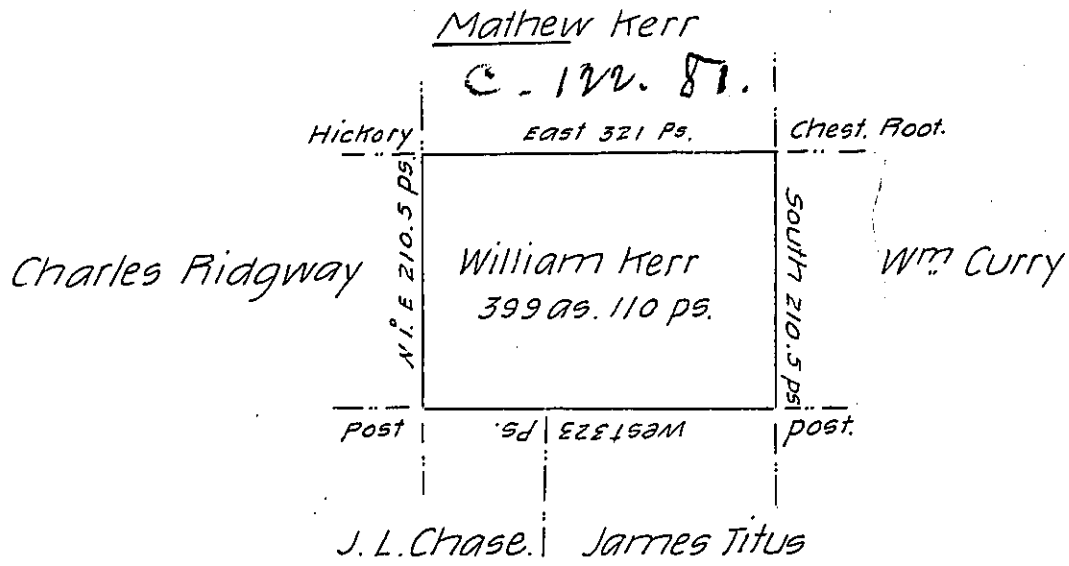 Mathew Kerr
C - 122. 87.
Hickory East 321 Ps. Chest. Root.
N 1° E 210.5 ps.
South 210.5 ps
Charles Ridgway William Kerr Wm Curry
399 as. 110 ps.
Post West 323 Ps. post.
J. L. Chase. James Titus